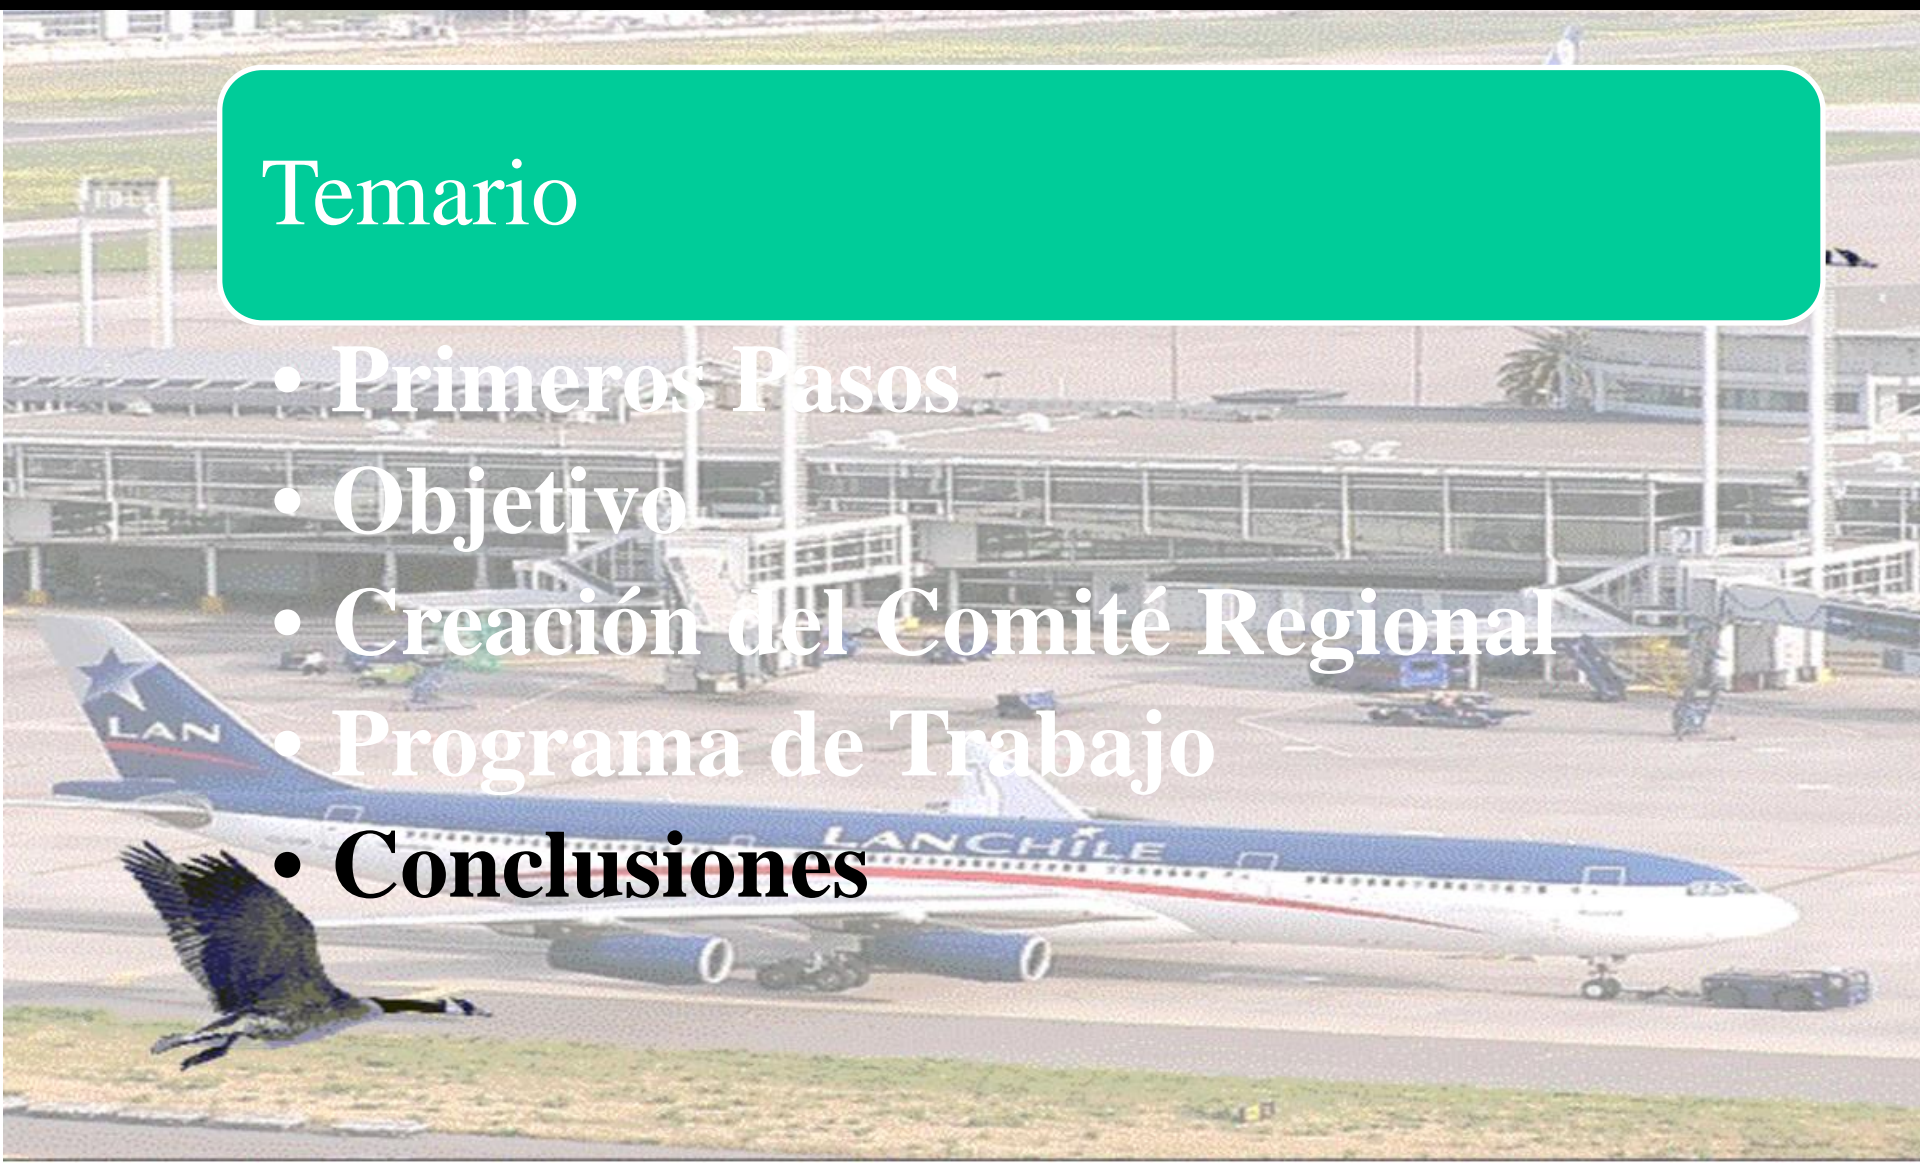 Temario
• Primeros Pasos
• Objetivo
• Creación del Comité Regional
• Programa de Trabajo
• Conclusiones
LAN
LANCHILE